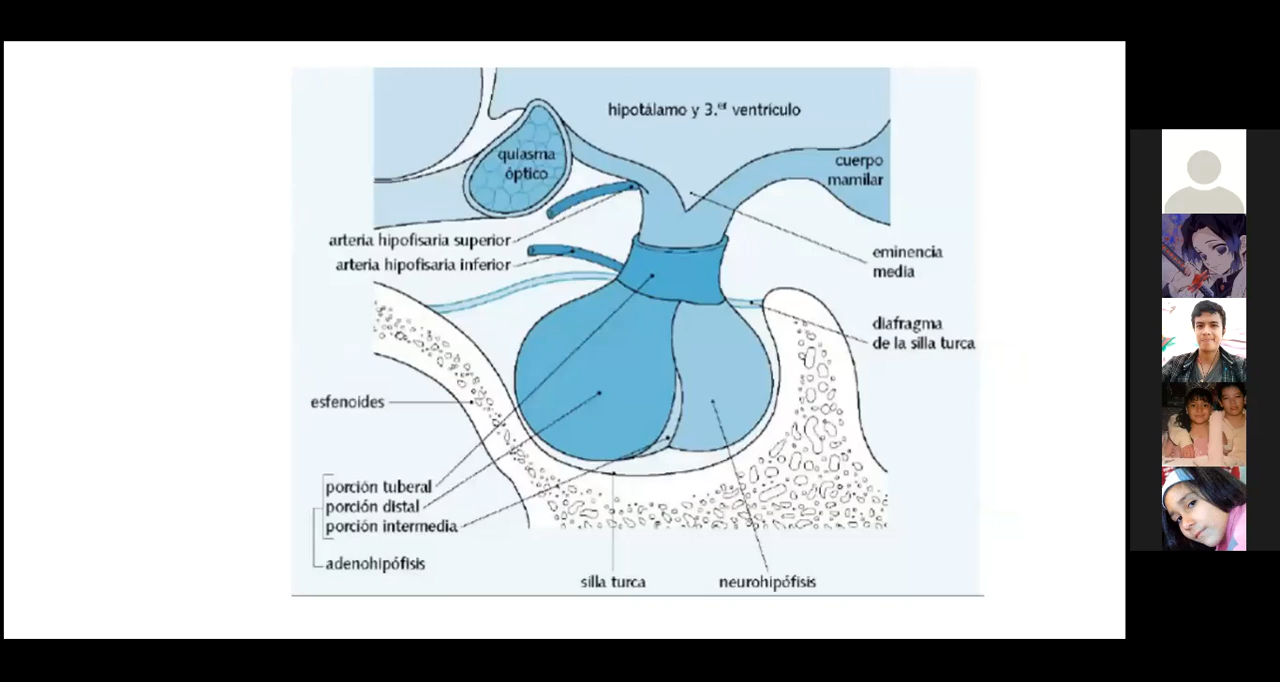 hipotálamo y 3.er ventrículo
quiasma
óptico
cuerpo
mamilar
arteria hipofisaria superior
arteria hipofisaria inferior
eminencia
media
diafragma
de la silla turca
esfenoides
porción tuberal
porción distal
porción intermedia
adenohipófisis
silla turca
neurohipófisis